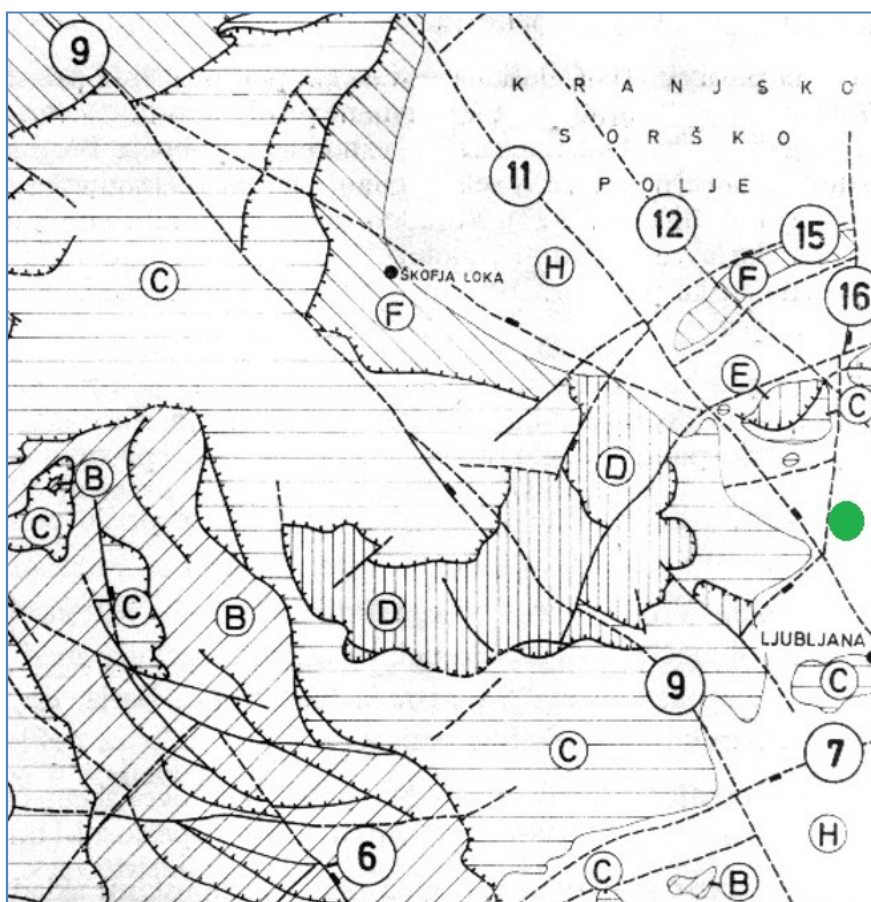 9
K R A N J S K O
S O R Š K O
P O L J E
11
12
15
F
16
H
C
ŠKOFJA LOKA
F
E
C
D
B
C
C
B
D
LJUBLJANA
C
9
C
7
H
6
C
B